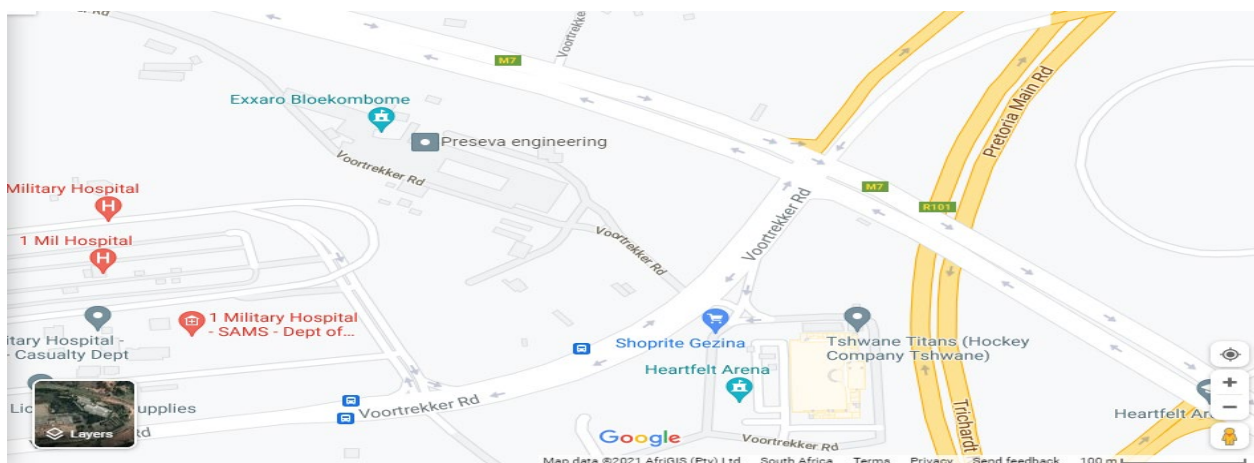 Rd
Voortrekke
M7
Exxaro Bloekombome
Preseva engineering
Voortrekker Rd
Pretoria Main Rd
Military Hospital
M7
R101
1 Mil Hospital
Voortrekker Rd
Voortrekker Rd
1 Military Hospital
- SAMS - Dept of...
itary Hospital -
- Casualty Dept
Shoprite Gezina
Tshwane Titans (Hockey
Company Tshwane)
Heartfelt Arena
Voortrekker Rd
upplies
Trichardt
Heartfelt Are
Layers
Google
Voortrekker Rd
Map data ©2021 AfriGIS (Pty) Ltd South Africa Terms Privacy Send feedback 100 m